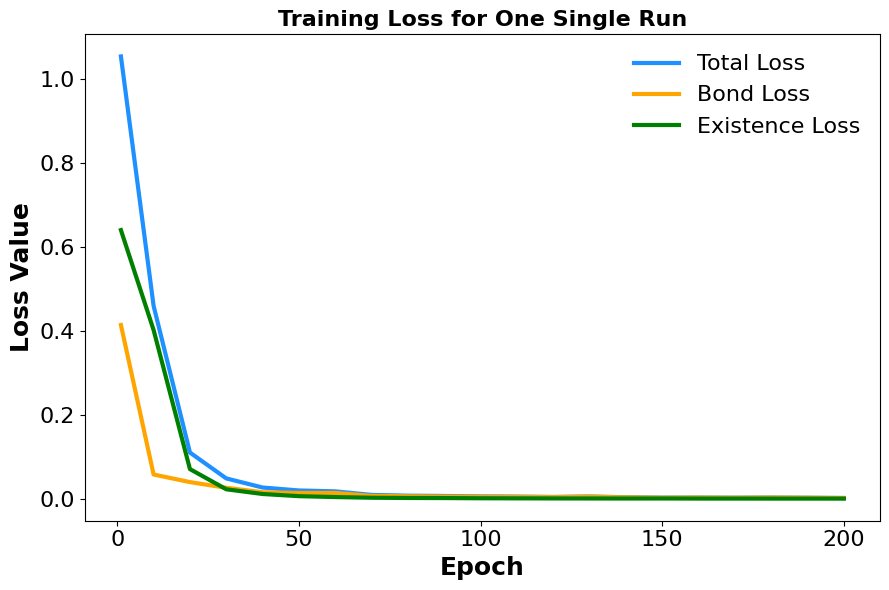 Training Loss for One Single Run
Total Loss
Bond Loss
Existence Loss
Loss Value
1.0
0.8
0.6
0.4
0.2
0.0
0
50
100
150
200
Epoch